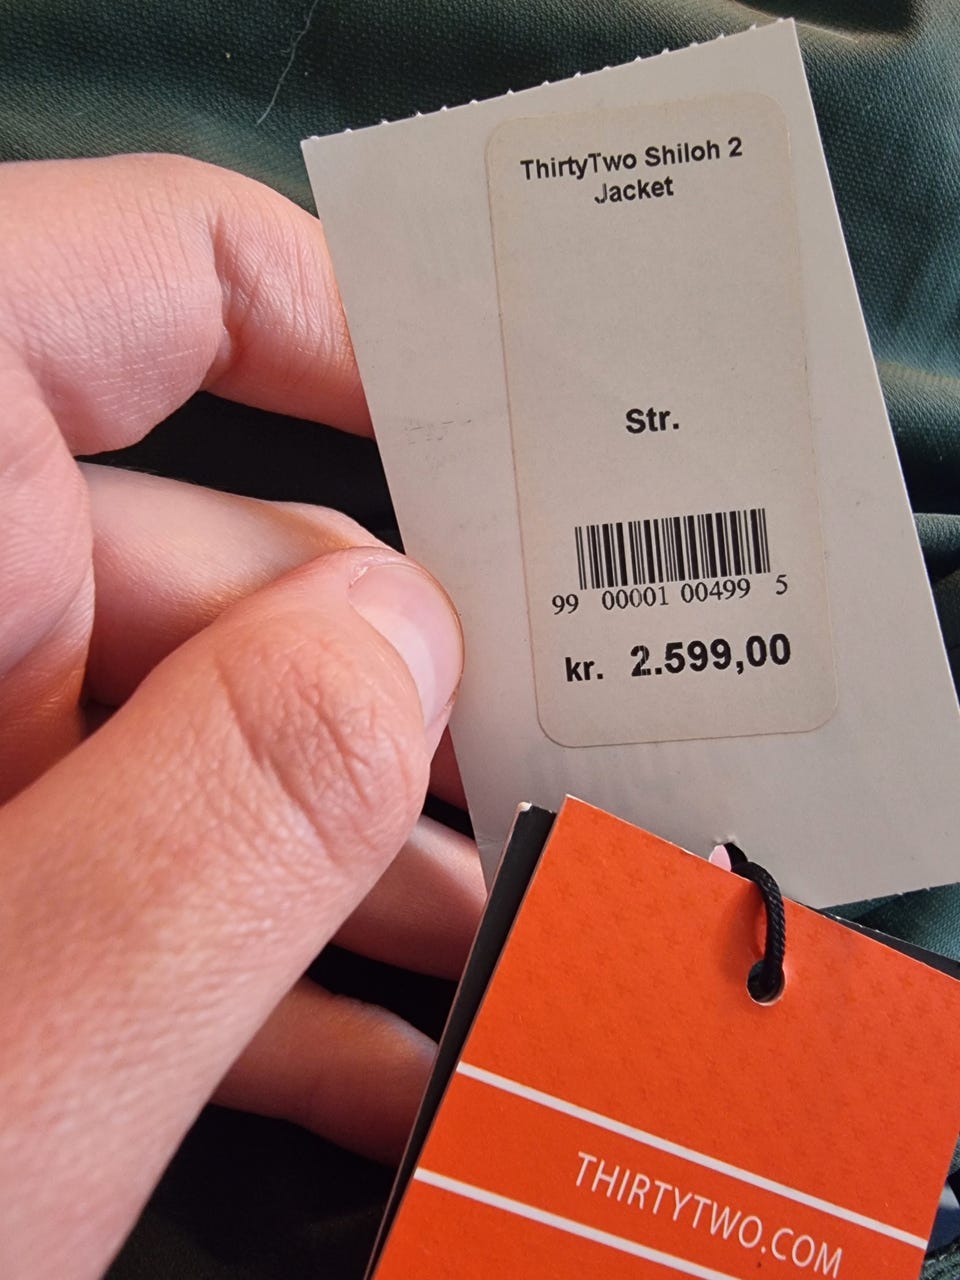 ThirtyTwo Shiloh 2
Jacket
Str.
99 00001 00499 5
kr. 2.599,00
THIRTYTWO.COM